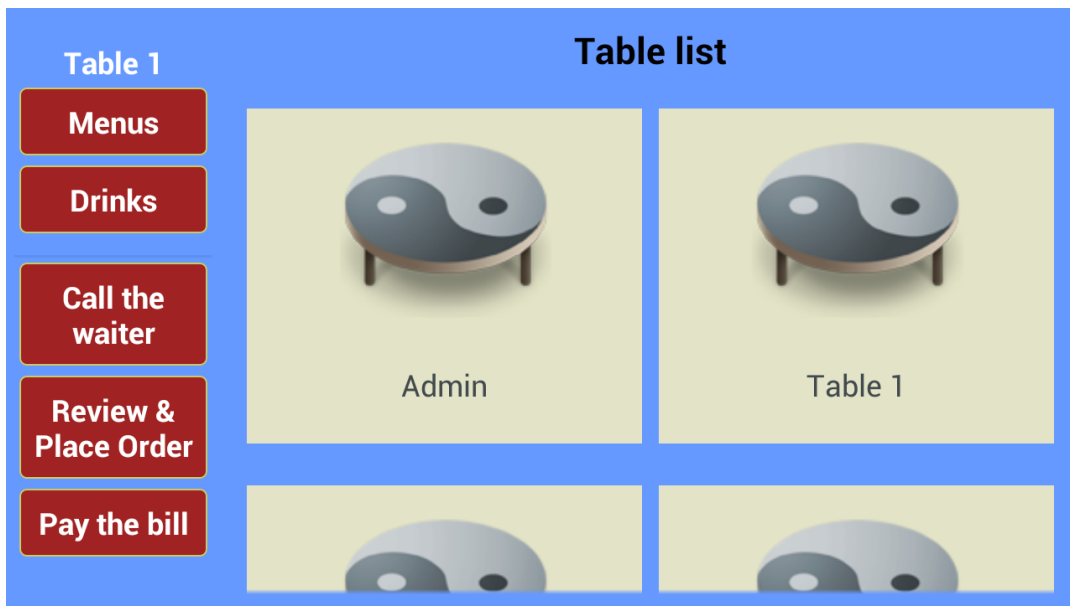 Table 1
Menus
Drinks
Call the
waiter
Review &
Place Order
Pay the bill
Table list
Admin
Table 1